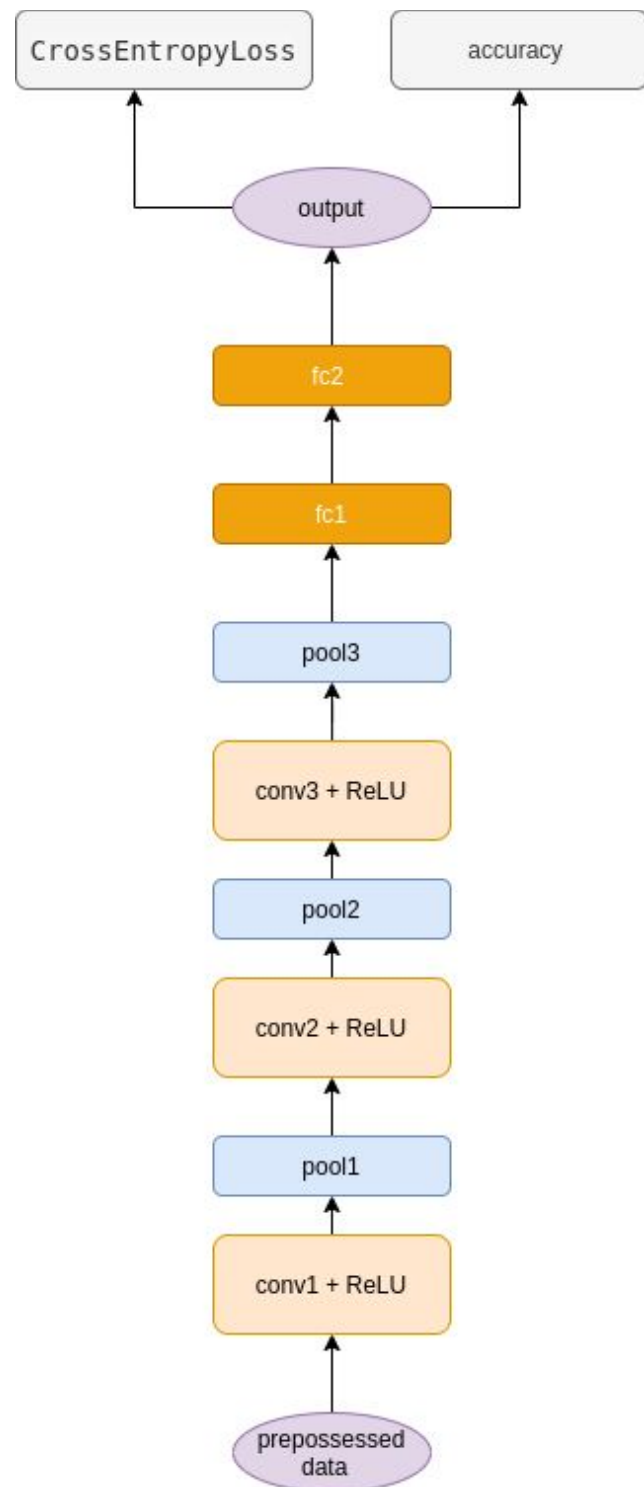 CrossEntropyLoss
accuracy
output
fc2
fc1
pool3
conv3 + ReLU
pool2
conv2 + ReLU
pool1
conv1 + ReLU
prepossessed
data